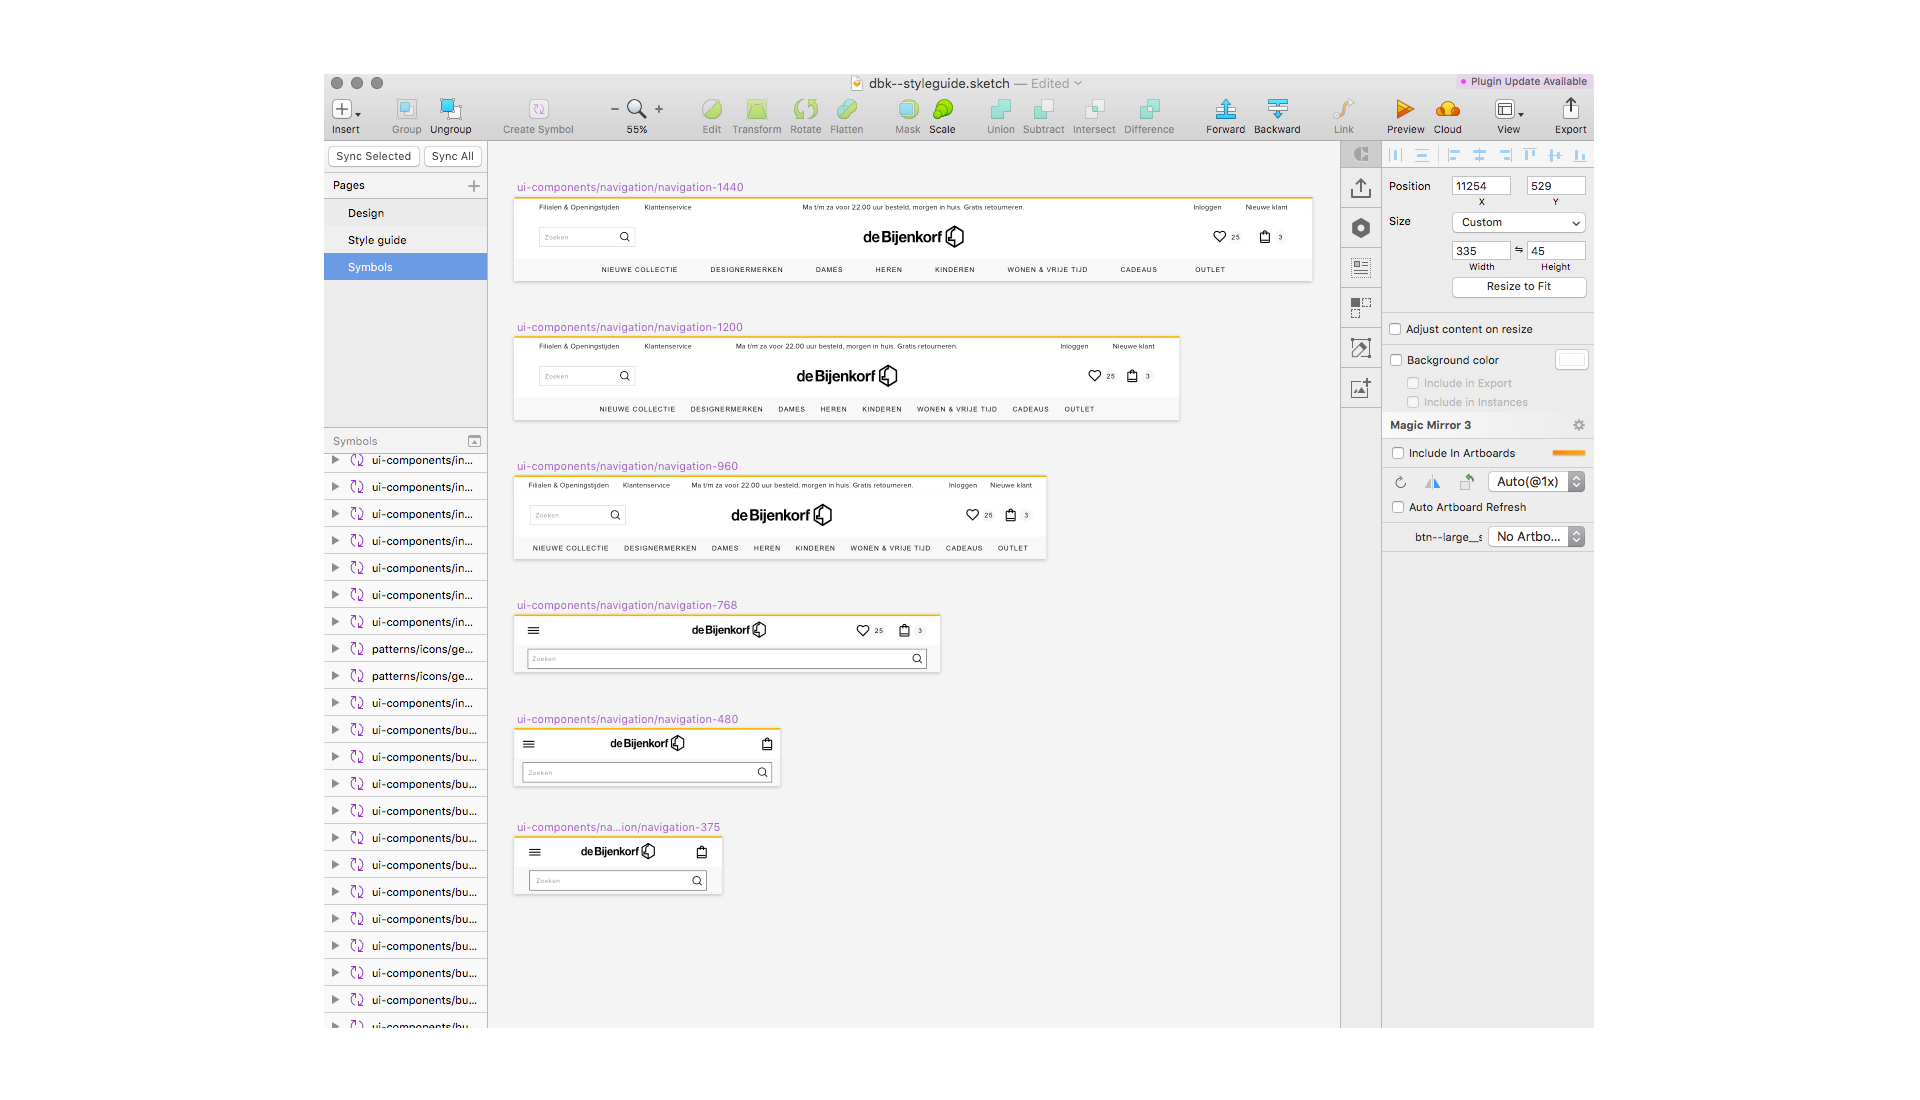 dbk--styleguide.sketch — Edited
Plugin Update Available
Insert
Group
Ungroup
Create Symbol
55%
Edit
Transform
Rotate
Flatten
Mask
Scale
Union
Subtract
Intersect
Difference
Forward
Backward
Link
Preview
Cloud
View
Export
Sync Selected
Sync All
Pages
Design
Style guide
Symbols
Symbols
ui-components/in...
ui-components/in...
ui-components/in...
ui-components/in...
ui-components/in...
ui-components/in...
ui-components/in...
patterns/icons/ge...
patterns/icons/ge...
ui-components/in...
ui-components/bu...
ui-components/bu...
ui-components/bu...
ui-components/bu...
ui-components/bu...
ui-components/bu...
ui-components/bu...
ui-components/bu...
ui-components/bu...
ui-components/bu...
ui-components/bu...
ui-components/bu...
ui-components/navigation/navigation-1440
Filialen & Openingstijden Klantenservice Ma t/m za voor 22.00 uur besteld, morgen in huis. Gratis retourneren. Inloggen Nieuwe klant
Zoeken de Bijenkorf 25 3
NIEUWE COLLECTIE DESIGNERMERKEN DAMES HEREN KINDEREN WONEN & VRIJE TIJD CADEAUS OUTLET
ui-components/navigation/navigation-1200
Filialen & Openingstijden Klantenservice Ma t/m za voor 22.00 uur besteld, morgen in huis. Gratis retourneren. Inloggen Nieuwe klant
Zoeken de Bijenkorf 25 3
NIEUWE COLLECTIE DESIGNERMERKEN DAMES HEREN KINDEREN WONEN & VRIJE TIJD CADEAUS OUTLET
ui-components/navigation/navigation-960
Filialen & Openingstijden Klantenservice Ma t/m za voor 22.00 uur besteld, morgen in huis. Gratis retourneren. Inloggen Nieuwe klant
Zoeken de Bijenkorf 25 3
NIEUWE COLLECTIE DESIGNERMERKEN DAMES HEREN KINDEREN WONEN & VRIJE TIJD CADEAUS OUTLET
ui-components/navigation/navigation-768
de Bijenkorf 25 3
Zoeken
ui-components/navigation/navigation-480
de Bijenkorf
Zoeken
ui-components/na...ion/navigation-375
de Bijenkorf
Zoeken
Position 11254 529
X Y
Size Custom
335 45
Width Height
Resize to Fit
Adjust content on resize
Background color
Include in Export
Include in Instances
Magic Mirror 3
Include In Artboards
Auto(@1x)
Auto Artboard Refresh
btn--large__s No Artbo...